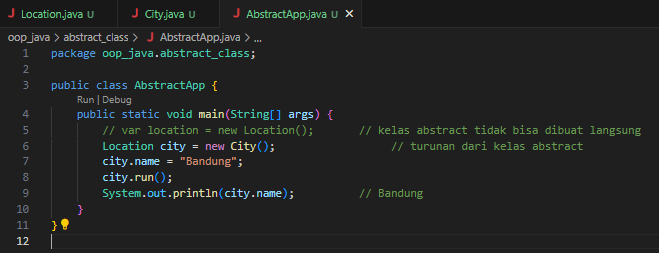 J Location.java U J City.java U J AbstractApp.java U ×
oop_java > abstract_class > J AbstractApp.java > ...
1 package oop_java.abstract_class;
2
3 public class AbstractApp {
Run | Debug
4 public static void main(String[] args) {
5 // var location = new Location(); // kelas abstract tidak bisa dibuat langsung
6 Location city = new City(); // turunan dari kelas abstract
7 city.name = "Bandung";
8 city.run();
9 System.out.println(city.name); // Bandung
10 }
11 }
12